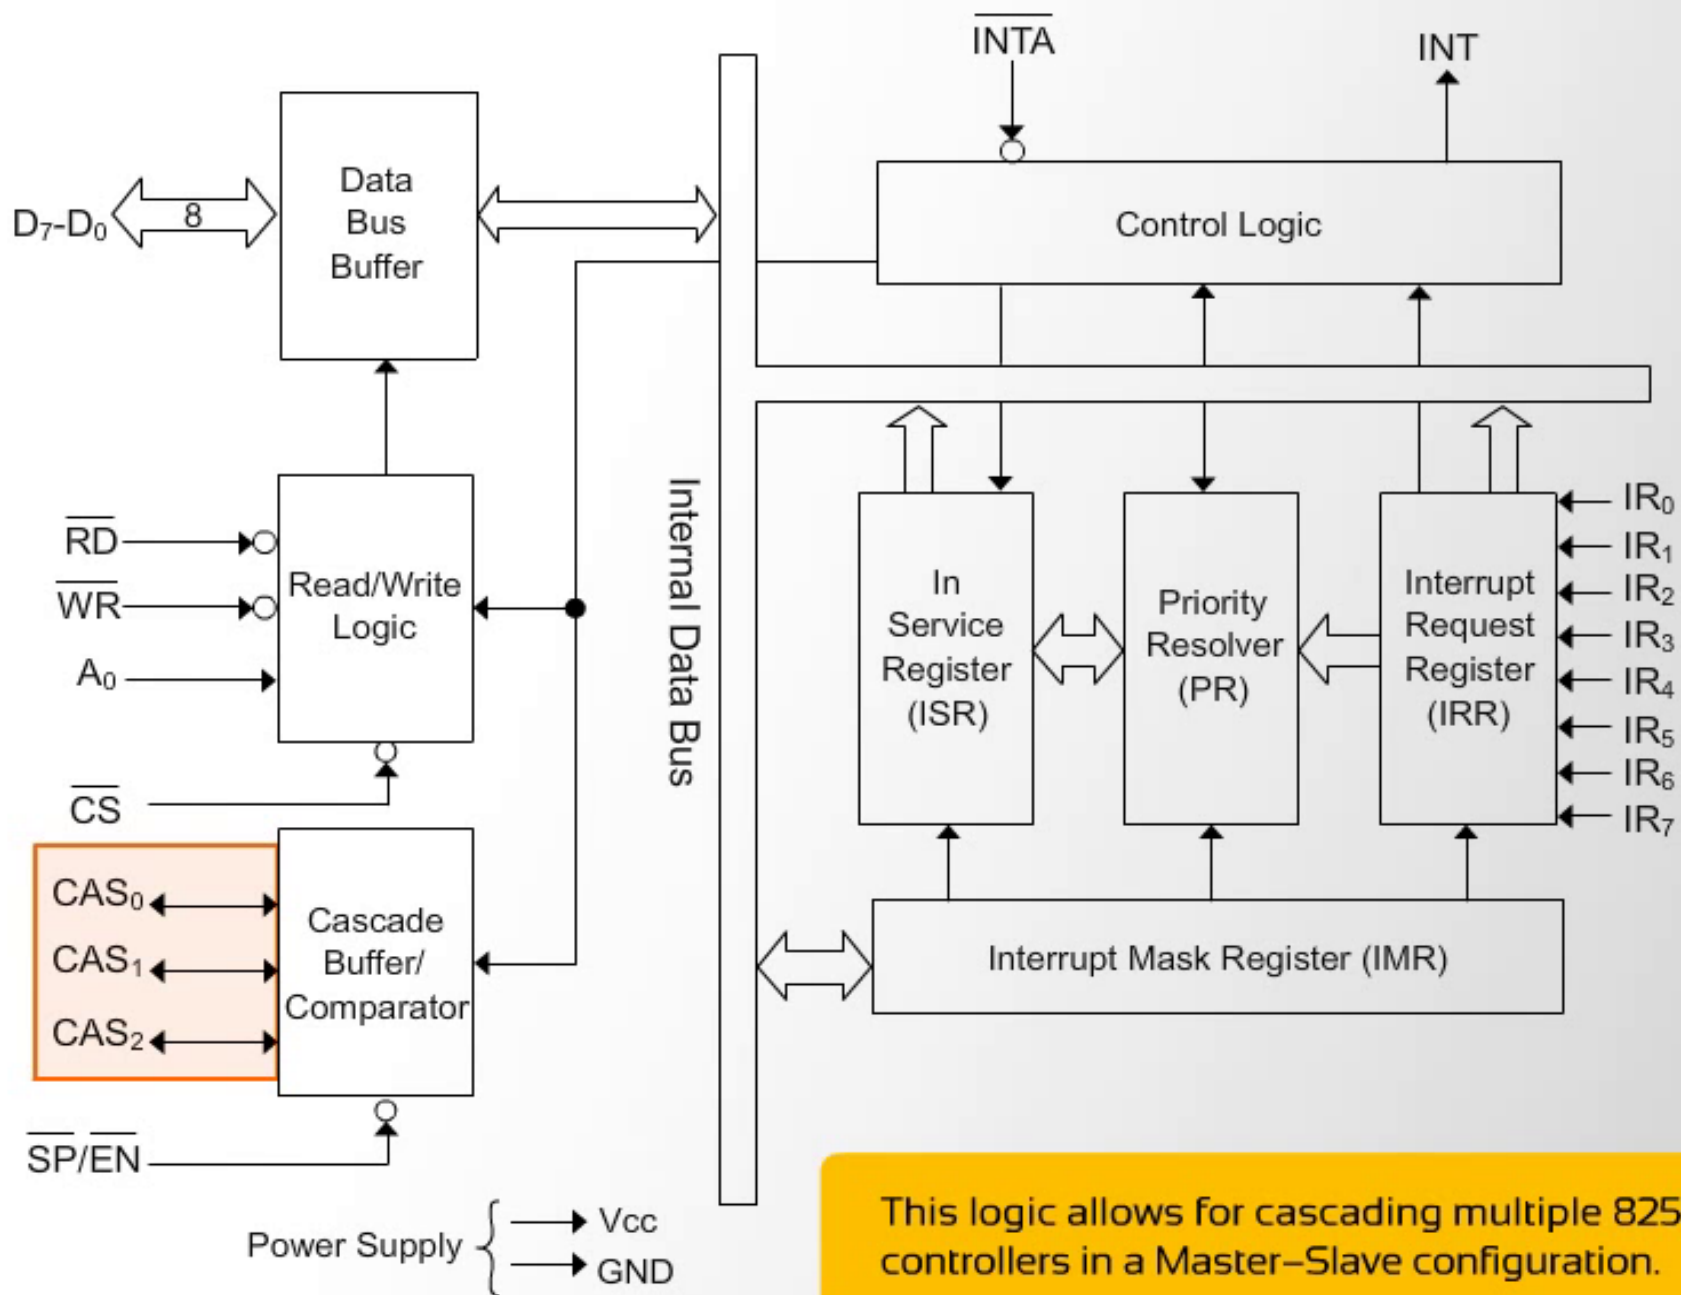 INTA
INT
Data
Bus
Buffer
D7-D0
8
Control Logic
Internal Data Bus
RD
WR
A0
Read/Write
Logic
CS
In
Service
Register
(ISR)
Priority
Resolver
(PR)
Interrupt
Request
Register
(IRR)
IR0
IR1
IR2
IR3
IR4
IR5
IR6
IR7
CAS0
CAS1
CAS2
Cascade
Buffer/
Comparator
Interrupt Mask Register (IMR)
SP/EN
Power Supply
Vcc
GND
This logic allows for cascading multiple 825
controllers in a Master–Slave configuration.